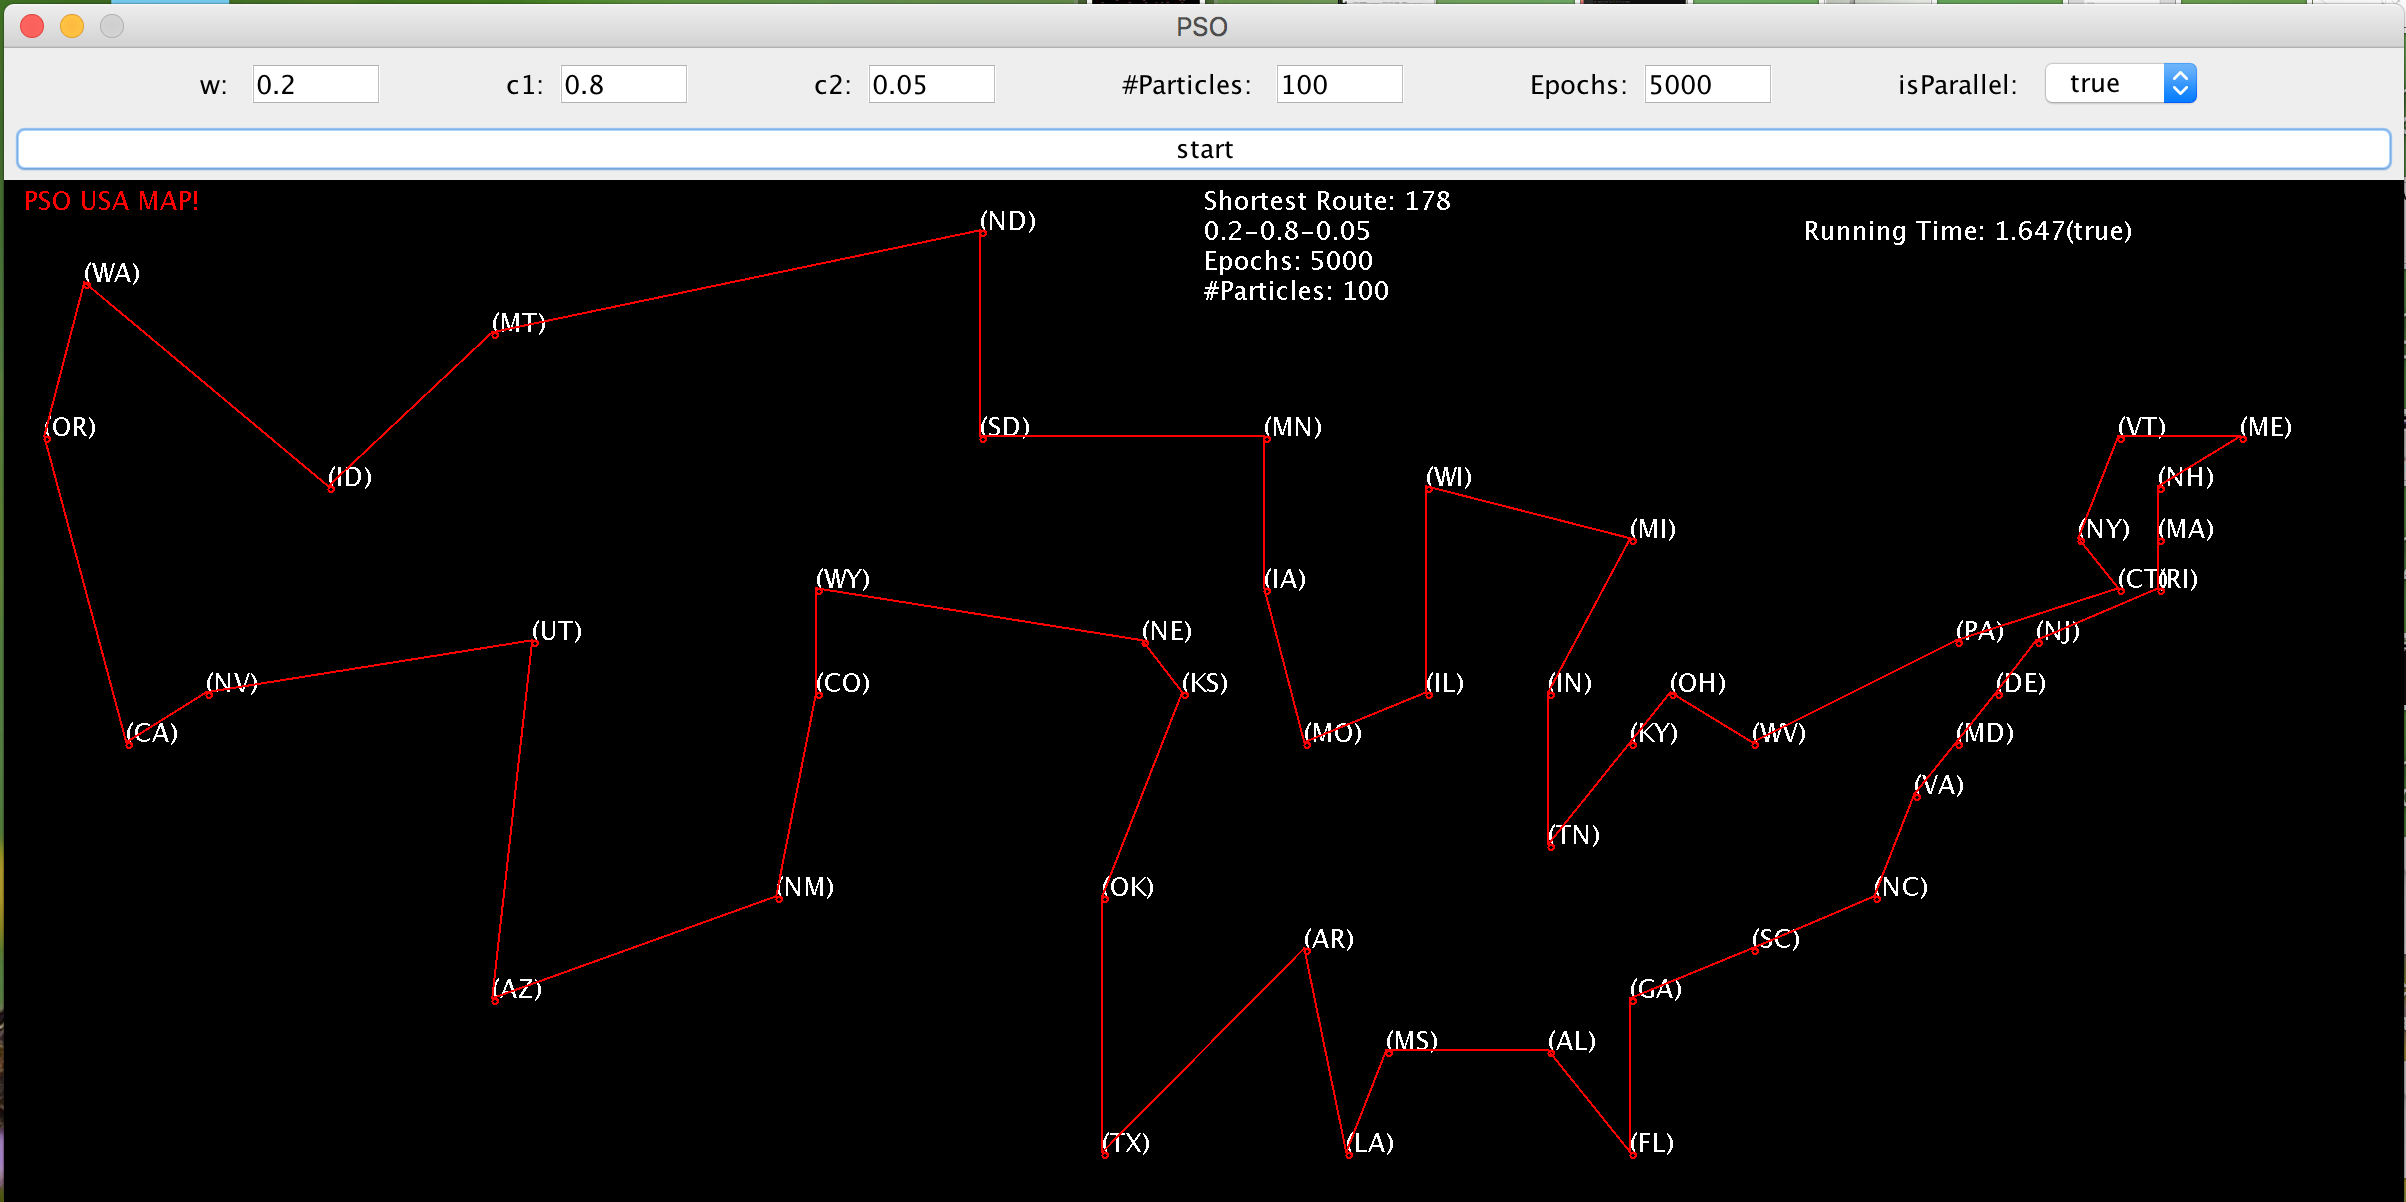 PSO
w: 0.2 c1: 0.8 c2: 0.05 #Particles: 100 Epochs: 5000 isParallel: true
start
PSO USA MAP!
Shortest Route: 178
0.2-0.8-0.05
Epochs: 5000
#Particles: 100
Running Time: 1.647(true)
(ND)
(WA)
(MT)
(OR)
(SD)
(MN)
(VT)
(ME)
(ID)
(WI)
(NH)
(MI)
(NY)
(MA)
(WY)
(IA)
(CT)
(RI)
(UT)
(NE)
(PA)
(NJ)
(NV)
(CO)
(KS)
(IL)
(IN)
(OH)
(DE)
(CA)
(MO)
(KY)
(WV)
(MD)
(VA)
(TN)
(NM)
(OK)
(NC)
(AR)
(SC)
(AZ)
(GA)
(MS)
(AL)
(TX)
(LA)
(FL)